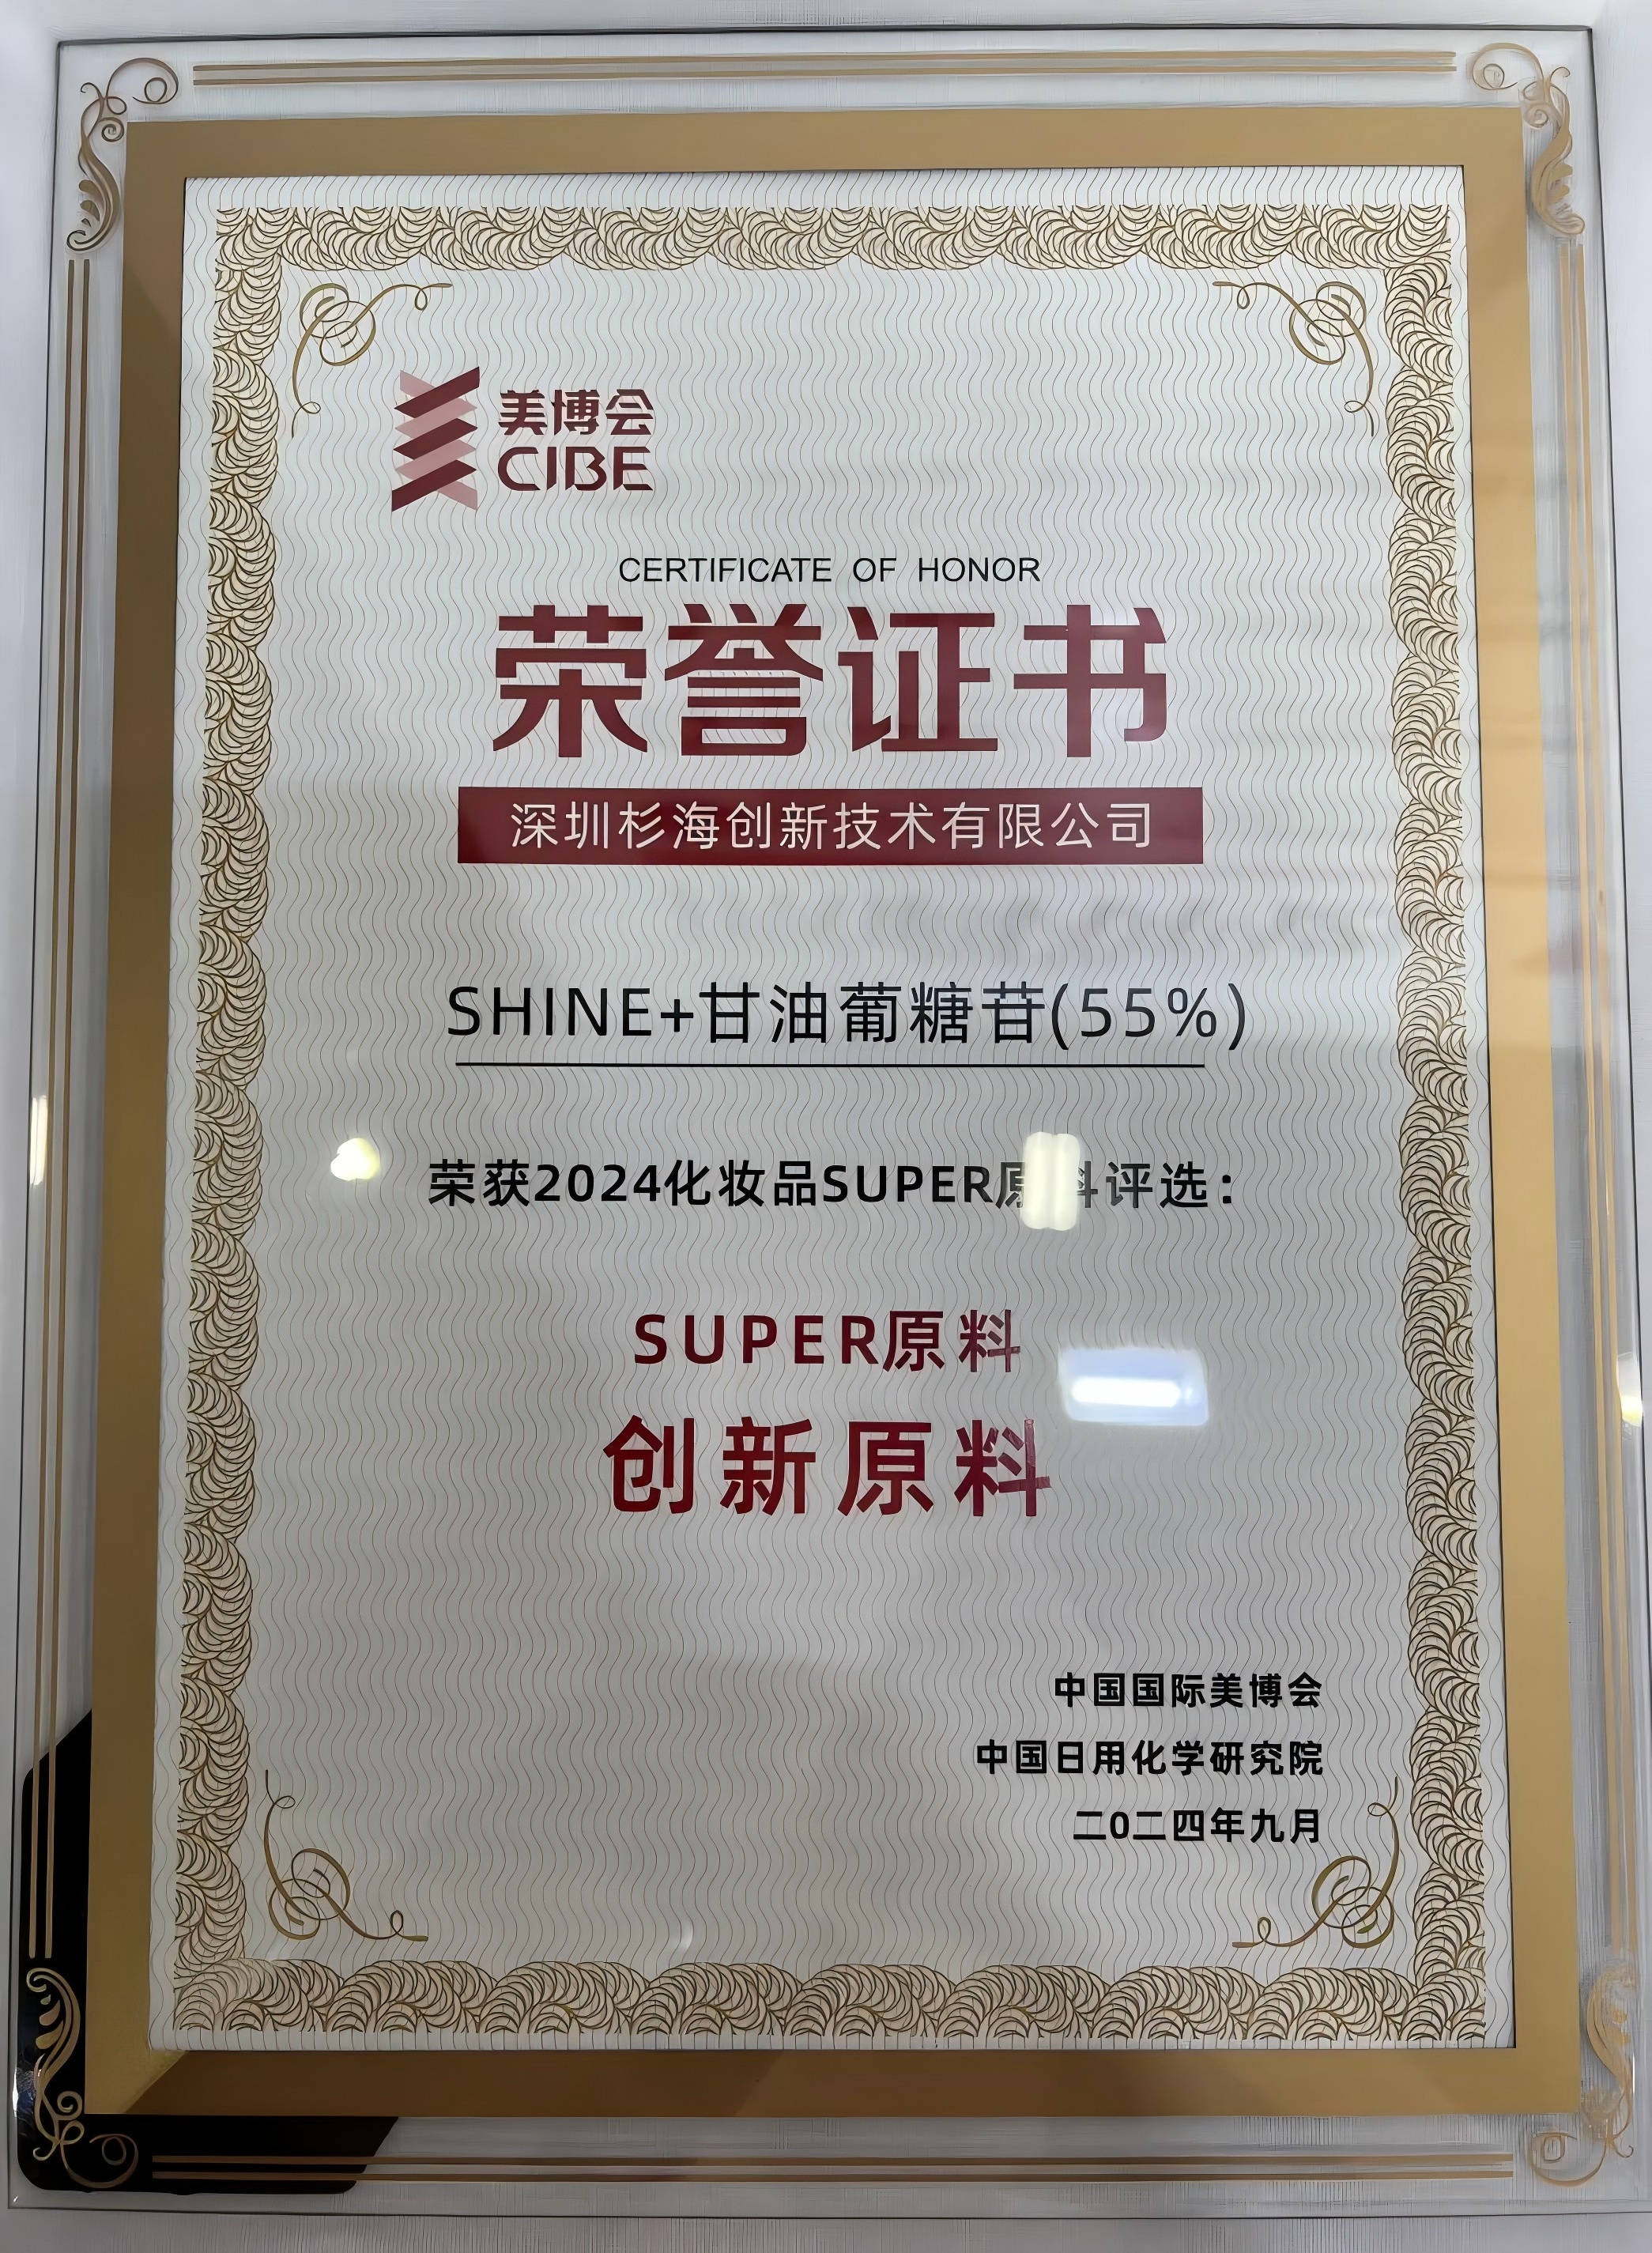 美博会
CIBE
CERTIFICATE OF HONOR
荣誉证书
深圳杉海创新技术有限公司
SHINE+甘油葡糖苷(55%)
荣获2024化妆品SUPER原料评选：
SUPER原料
创新原料
中国国际美博会
中国日用化学研究院
二0二四年九月